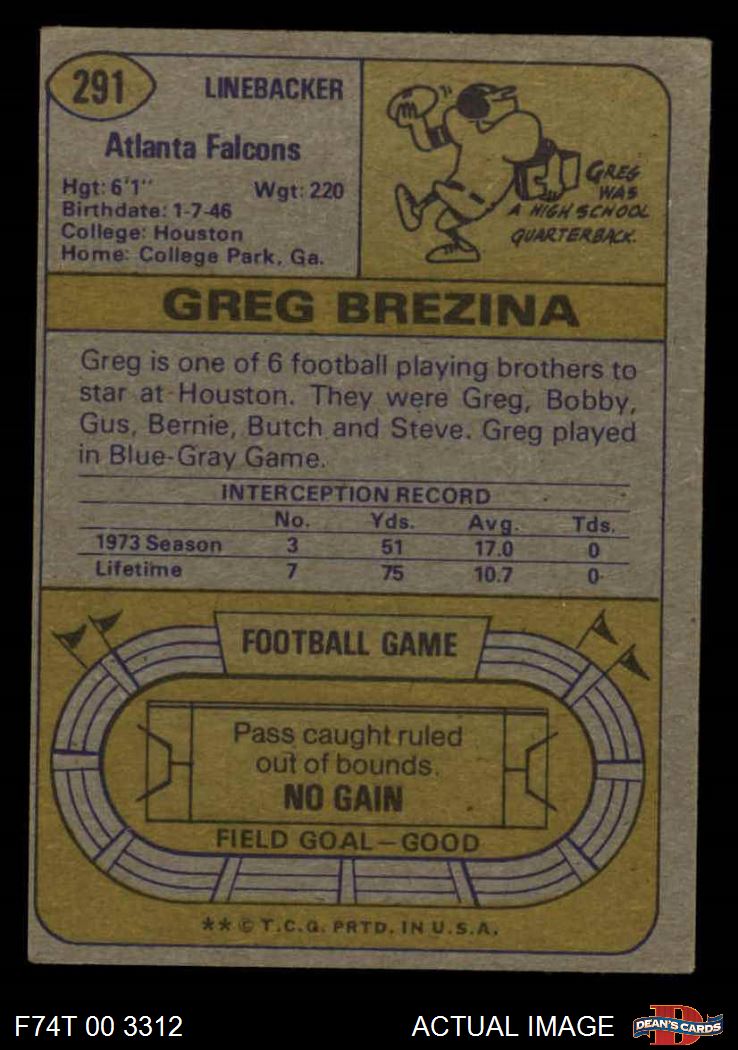 291
LINEBACKER
Atlanta Falcons
Hgt: 6'1" Wgt: 220
Birthdate: 1-7-46
College: Houston
Home: College Park, Ga.
GREG
WAS
A HIGH SCHOOL
QUARTERBACK.
GREG BREZINA
Greg is one of 6 football playing brothers to
star at Houston. They were Greg, Bobby,
Gus, Bernie, Butch and Steve. Greg played
in Blue-Gray Game.
INTERCEPTION RECORD
No. Yds. Avg. Tds.
1973 Season 3 51 17.0 0
Lifetime 7 75 10.7 0
FOOTBALL GAME
Pass caught ruled
out of bounds.
NO GAIN
FIELD GOAL—GOOD
** © T.C.G. PRTD. IN U.S.A.
F74T 00 3312 ACTUAL IMAGE
DEAN'S CARDS